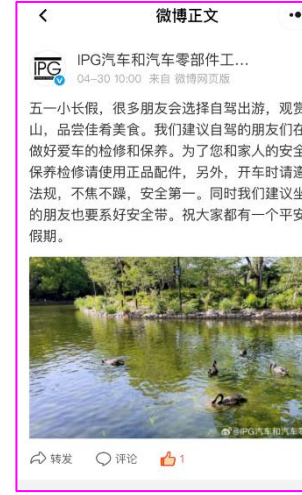 微博正文
IPG
IPG汽车和汽车零部件工...
04-30 10:00 来自 微博网页版
五一小长假，很多朋友会选择自驾出游，观赏
山，品尝佳肴美食。我们建议自驾的朋友们在
做好爱车的检修和保养。为了您和家人的安全
保养检修请使用正品配件，另外，开车时请遵
法规，不焦不躁，安全第一。同时我们建议坐
的朋友也要系好安全带。祝大家都有一个平安
假期。
@IPG汽车和汽车零
转发 评论 1